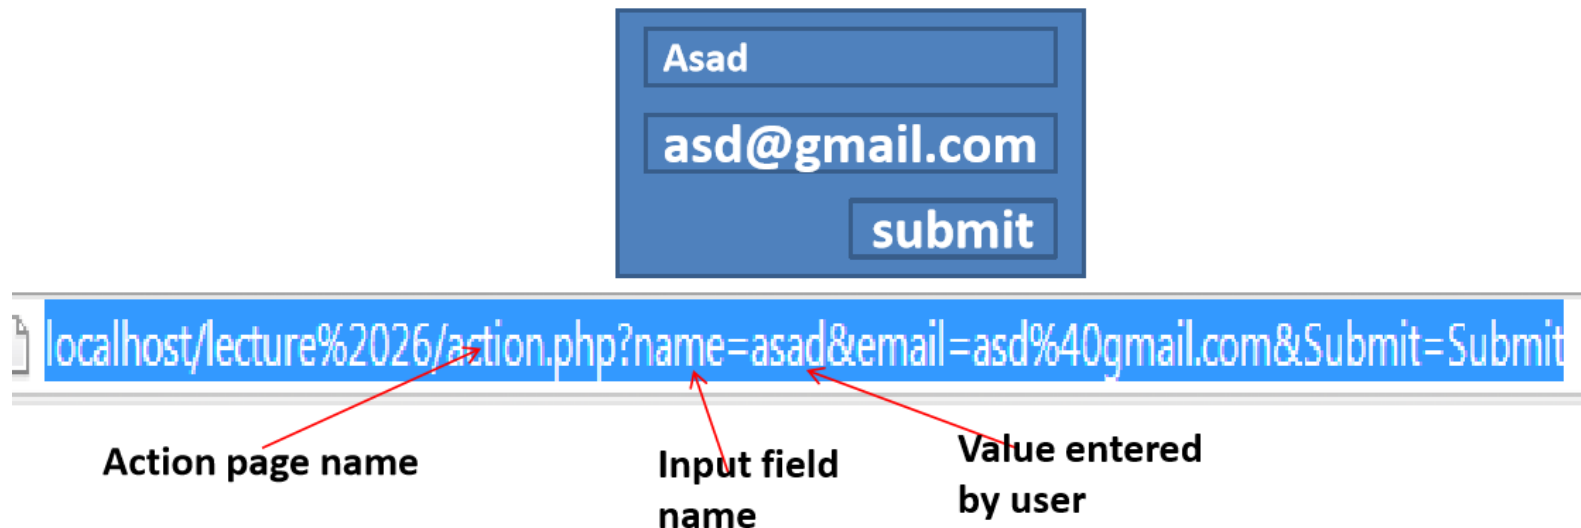 Asad
asd@gmail.com
submit
localhost/lecture%2026/action.php?name=asad&email=asd%40gmail.com&Submit=Submit
Action page name
Input field
name
Value entered
by user